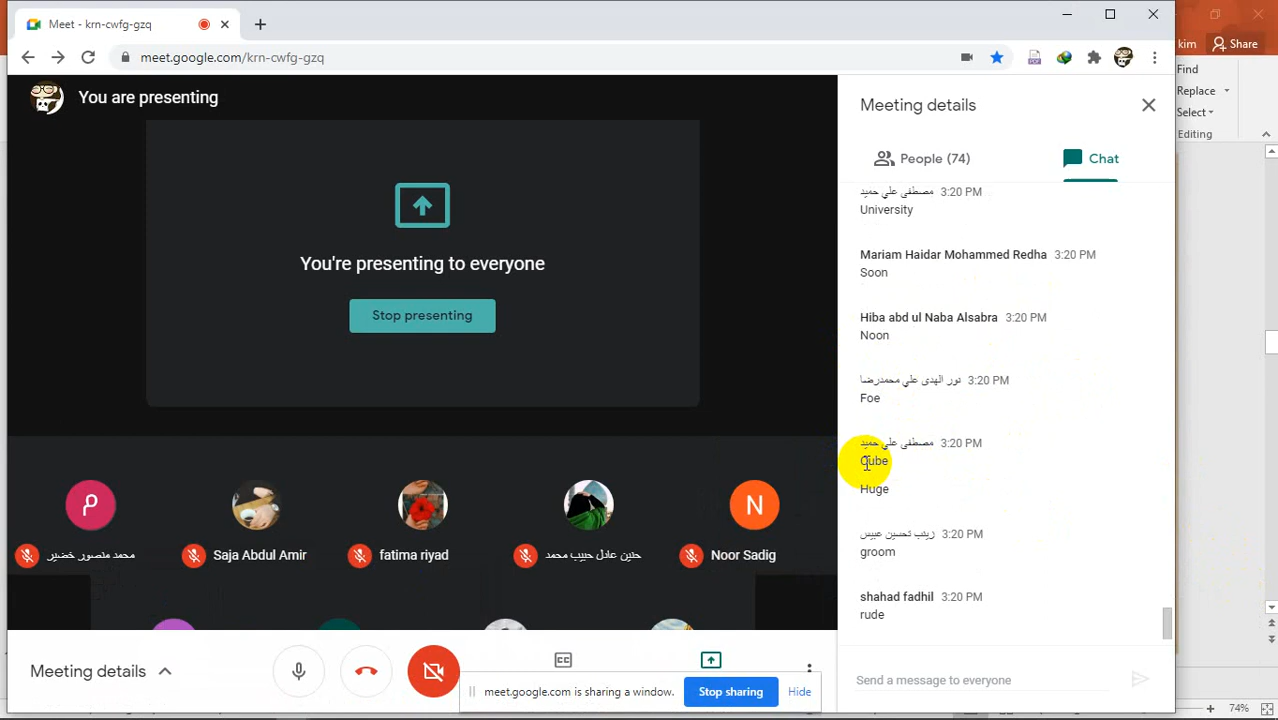 Meet - krn-cwfg-gzq
kim
Share
meet.google.com/krn-cwfg-gzq
Find
Replace
Select
Editing
You are presenting
You're presenting to everyone
Stop presenting
Meeting details
People (74)
Chat
مصطفى علي حميد 3:20 PM
University
Mariam Haidar Mohammed Redha 3:20 PM
Soon
Hiba abd ul Naba Alsabra 3:20 PM
Noon
نور الهدى علي محمدرضا 3:20 PM
Foe
مصطفى علي حميد 3:20 PM
Cube
Huge
زينب تحسين عبيس 3:20 PM
groom
shahad fadhil 3:20 PM
rude
Send a message to everyone
م
N
محمد منصور خضير
Saja Abdul Amir
fatima riyad
حنين عادل حبيب محمد
Noor Sadig
Meeting details
CC
meet.google.com is sharing a window.
Stop sharing
Hide
74%